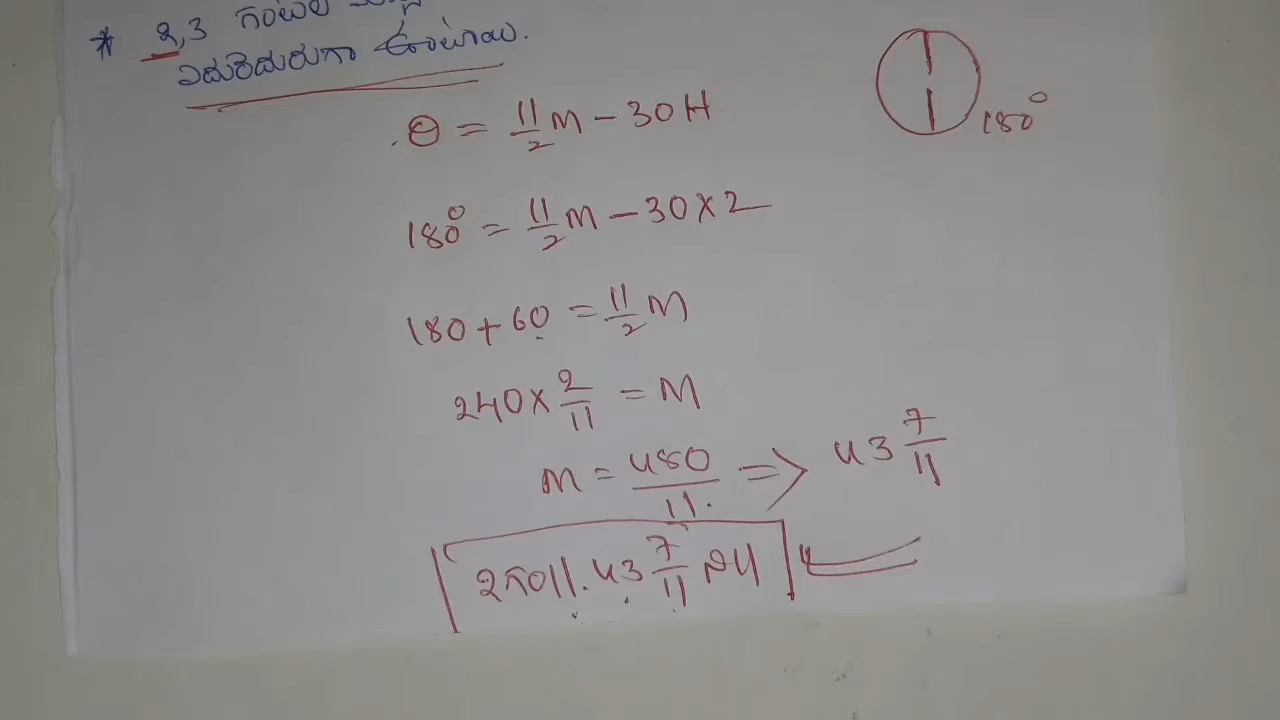 * 2,3 గంటల
ఎదురెదురుగా ఉంటాయి.
θ = 11/2 M - 30H
180°
180° = 11/2 M - 30 × 2
180 + 60 = 11/2 M
240 × 2/11 = M
M = 480/11 => 43 7/11
2గం||. 43 7/11 ని||